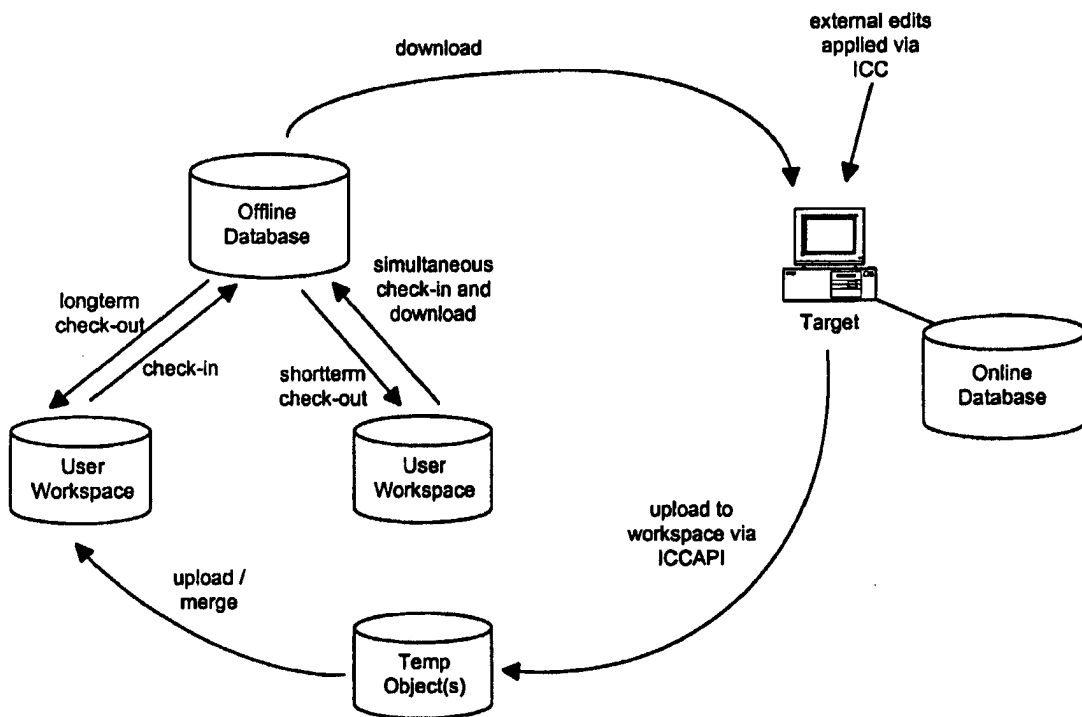 download
external edits
applied via
ICC
Offline
Database
simultaneous
check-in and
download
longterm
check-out
check-in
shortterm
check-out
Target
Online
Database
User
Workspace
User
Workspace
upload to
workspace via
ICCAPI
upload /
merge
Temp
Object(s)